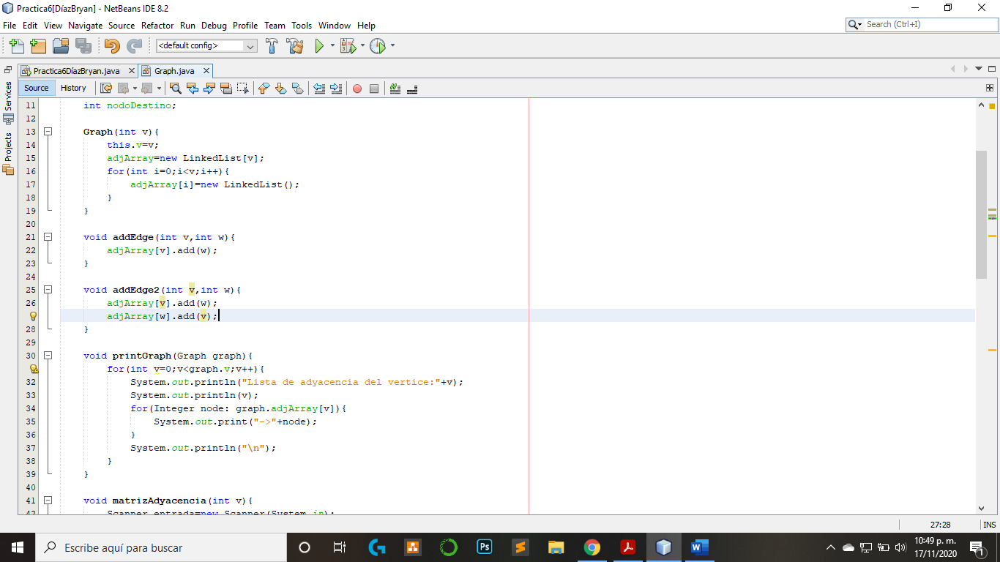 Practica6[DíazBryan] - NetBeans IDE 8.2
File Edit View Navigate Source Refactor Run Debug Profile Team Tools Window Help
Search (Ctrl+I)
<default config>
Practica6DíazBryan.java
Graph.java
Source History
Services
Projects
11 int nodoDestino;
12
13 Graph(int v){
14 this.v=v;
15 adjArray=new LinkedList[v];
16 for(int i=0;i<v;i++){
17 adjArray[i]=new LinkedList();
18 }
19 }
20
21 void addEdge(int v,int w){
22 adjArray[v].add(w);
23 }
24
25 void addEdge2(int v,int w){
26 adjArray[v].add(w);
adjArray[w].add(v);
28 }
29
30 void printGraph(Graph graph){
for(int v=0;v<graph.v;v++){
32 System.out.println("Lista de adyacencia del vertice:"+v);
33 System.out.println(v);
34 for(Integer node: graph.adjArray[v]){
35 System.out.print("->"+node);
36 }
37 System.out.println("\n");
38 }
39 }
40
41 void matrizAdyacencia(int v){
42 Scanner entrada=new Scanner(System.in);
27:28 INS
Escribe aquí para buscar
Ps
W
10:49 p. m.
17/11/2020
1